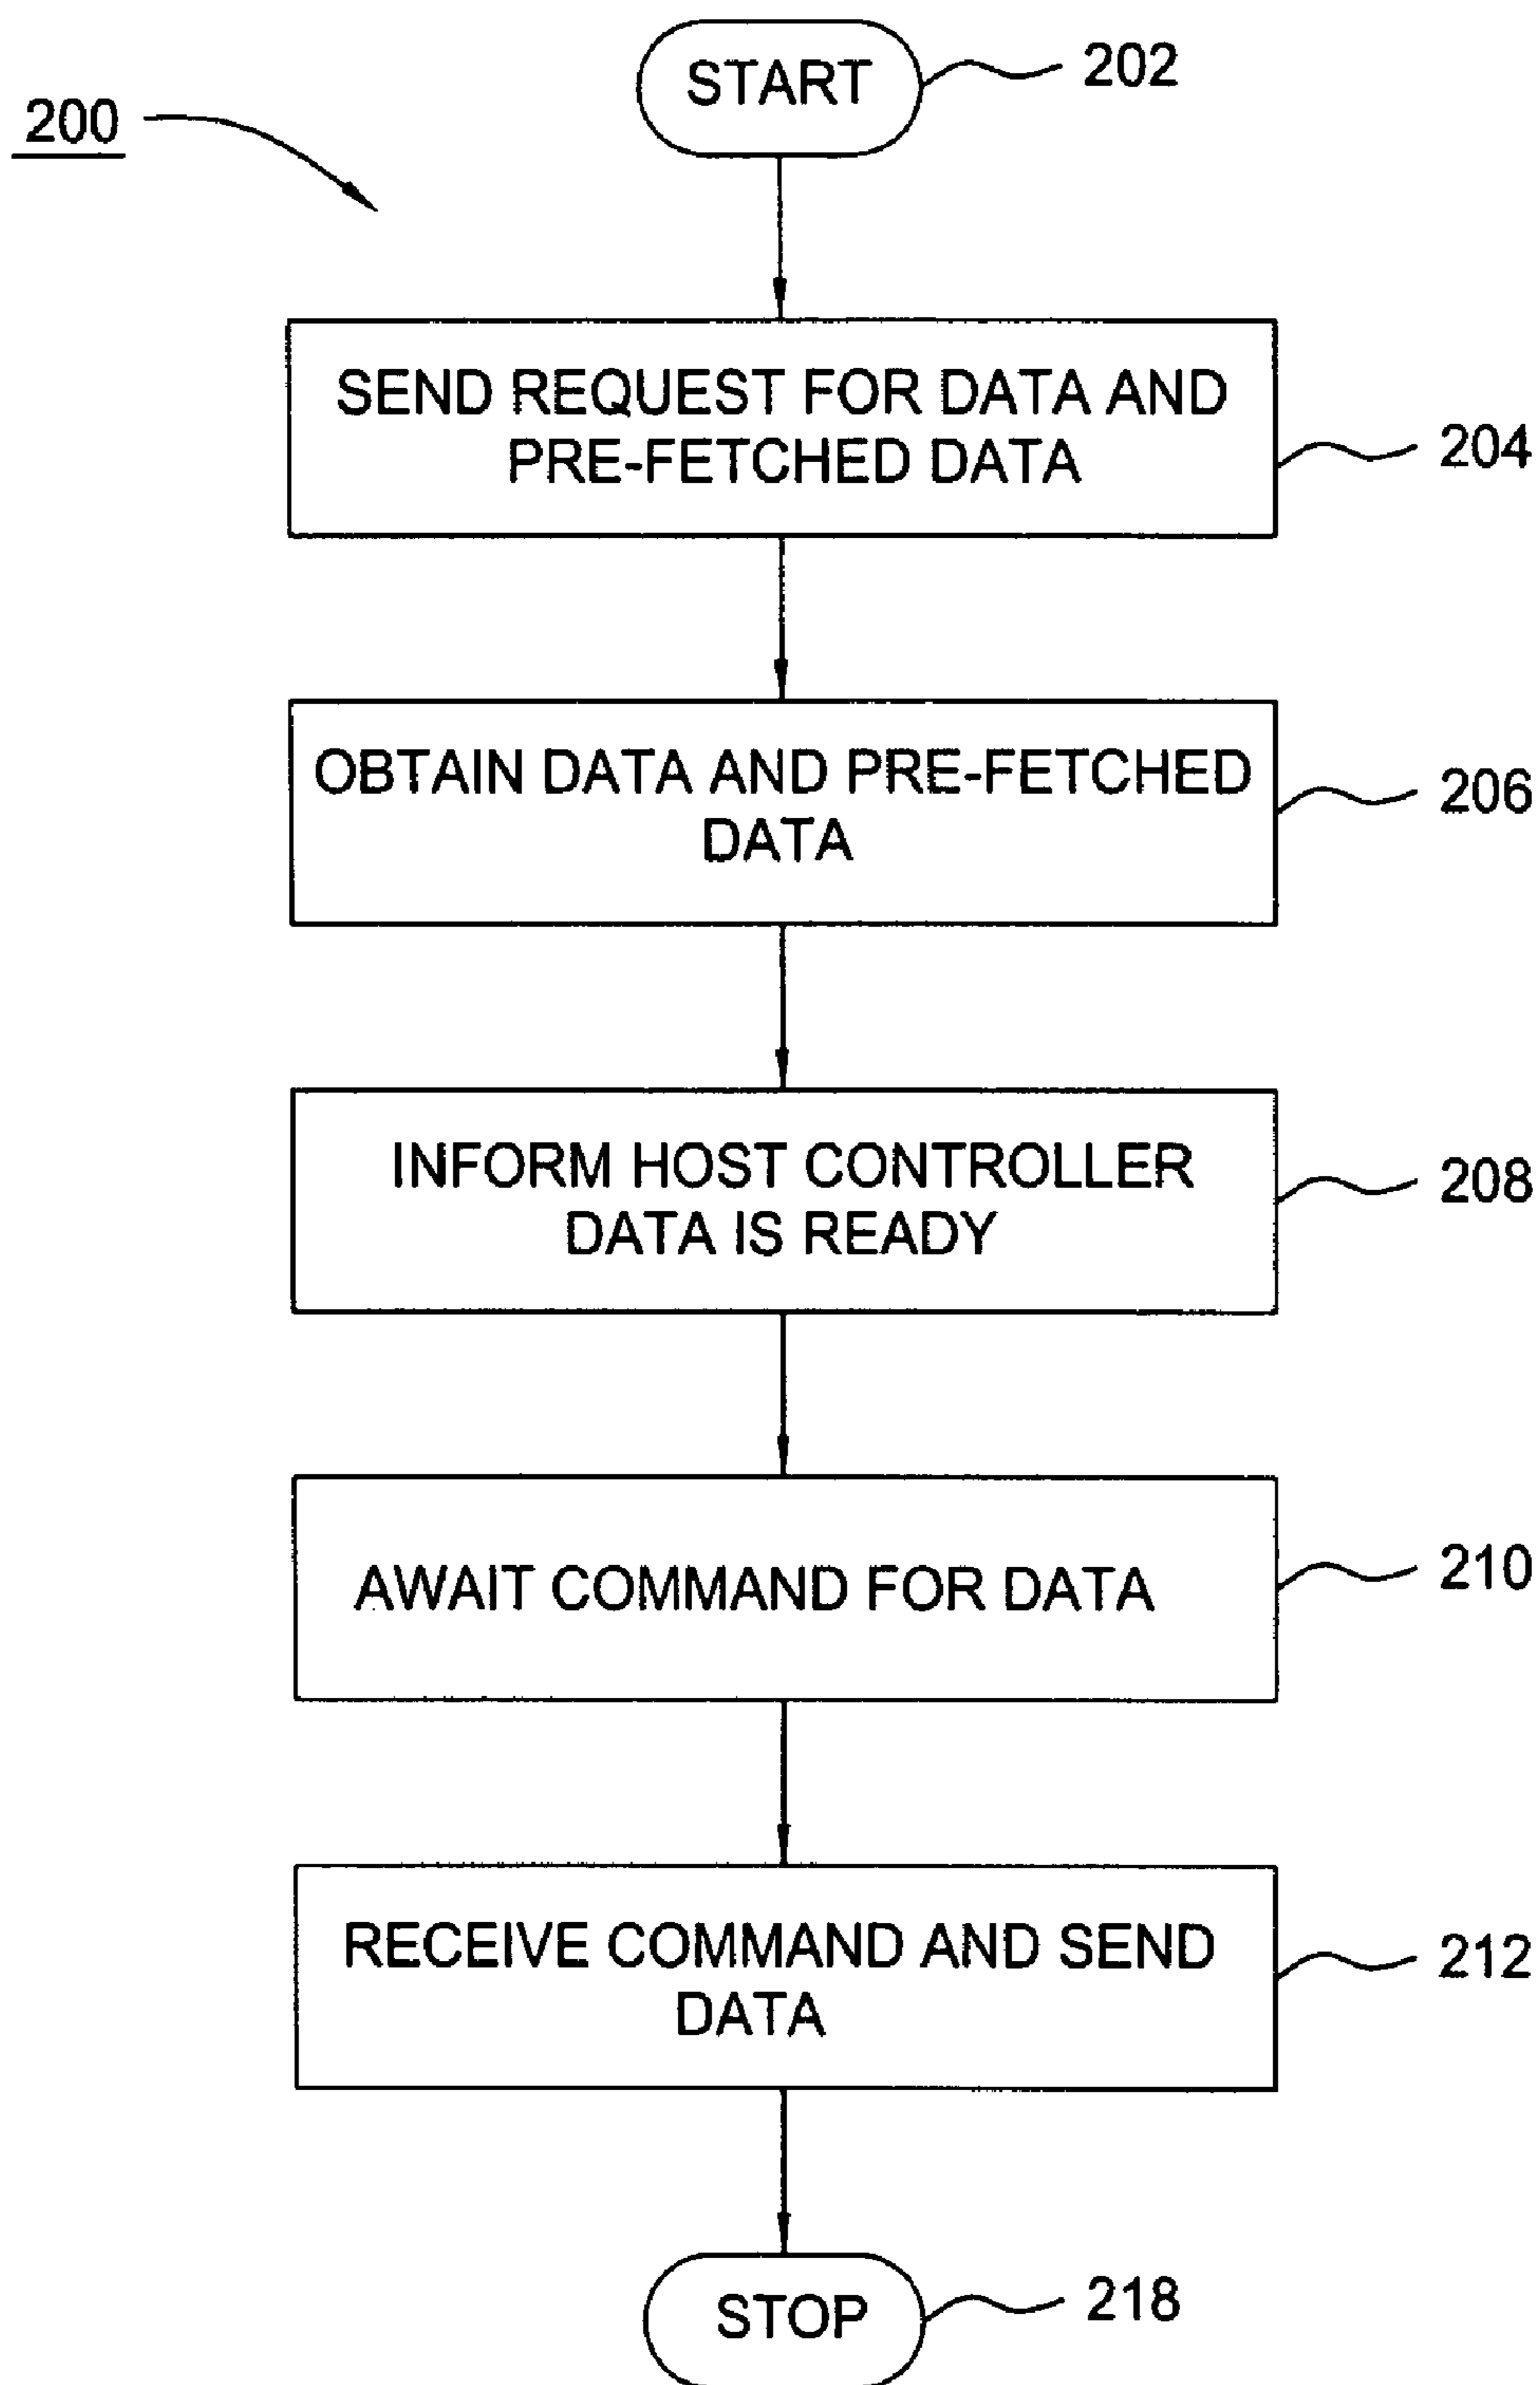 START
202
200
SEND REQUEST FOR DATA AND
PRE-FETCHED DATA
204
OBTAIN DATA AND PRE-FETCHED
DATA
206
INFORM HOST CONTROLLER
DATA IS READY
208
AWAIT COMMAND FOR DATA
210
RECEIVE COMMAND AND SEND
DATA
212
STOP
218